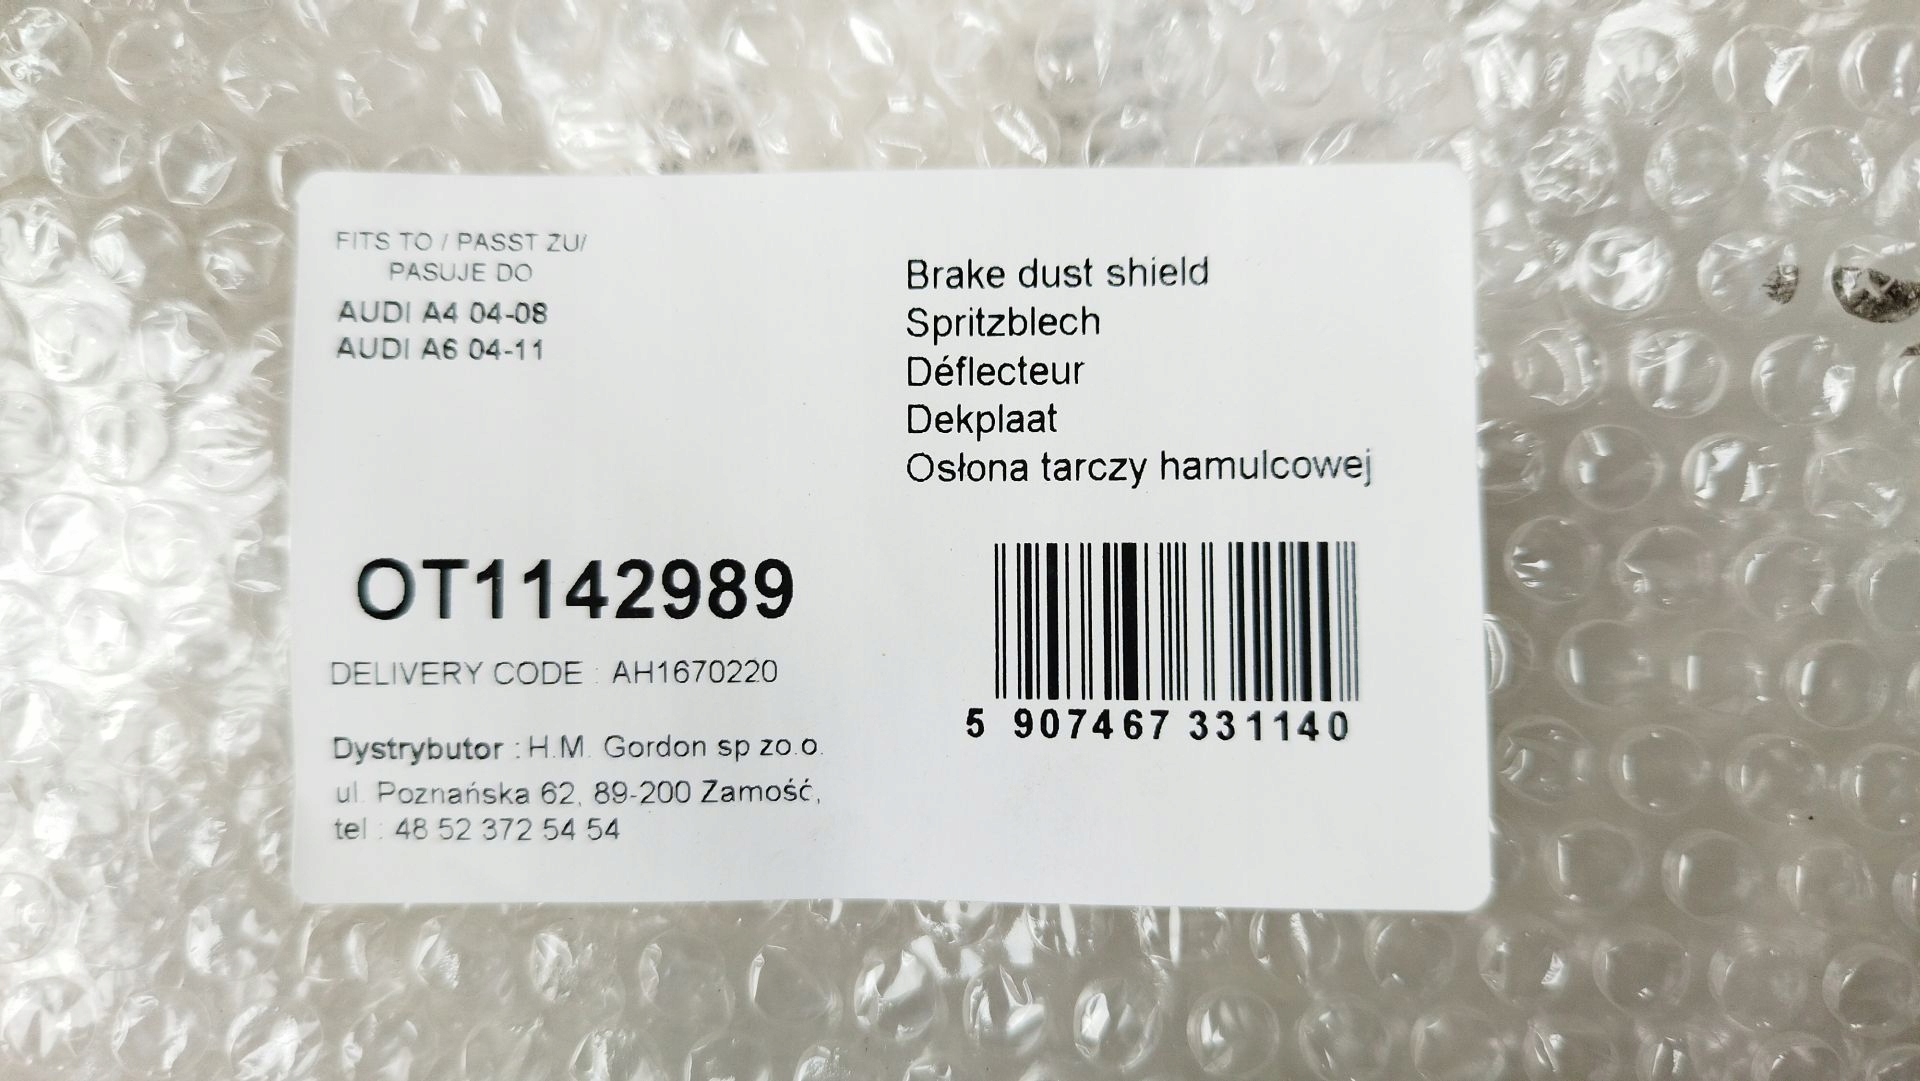 FITS TO / PASST ZU/
PASUJE DO
AUDI A4 04-08
AUDI A6 04-11
Brake dust shield
Spritzblech
Déflecteur
Dekplaat
Osłona tarczy hamulcowej
OT1142989
DELIVERY CODE : AH1670220
Dystrybutor : H.M. Gordon sp zo.o.
ul. Poznańska 62, 89-200 Zamość,
tel : 48 52 372 54 54
5 907467 331140